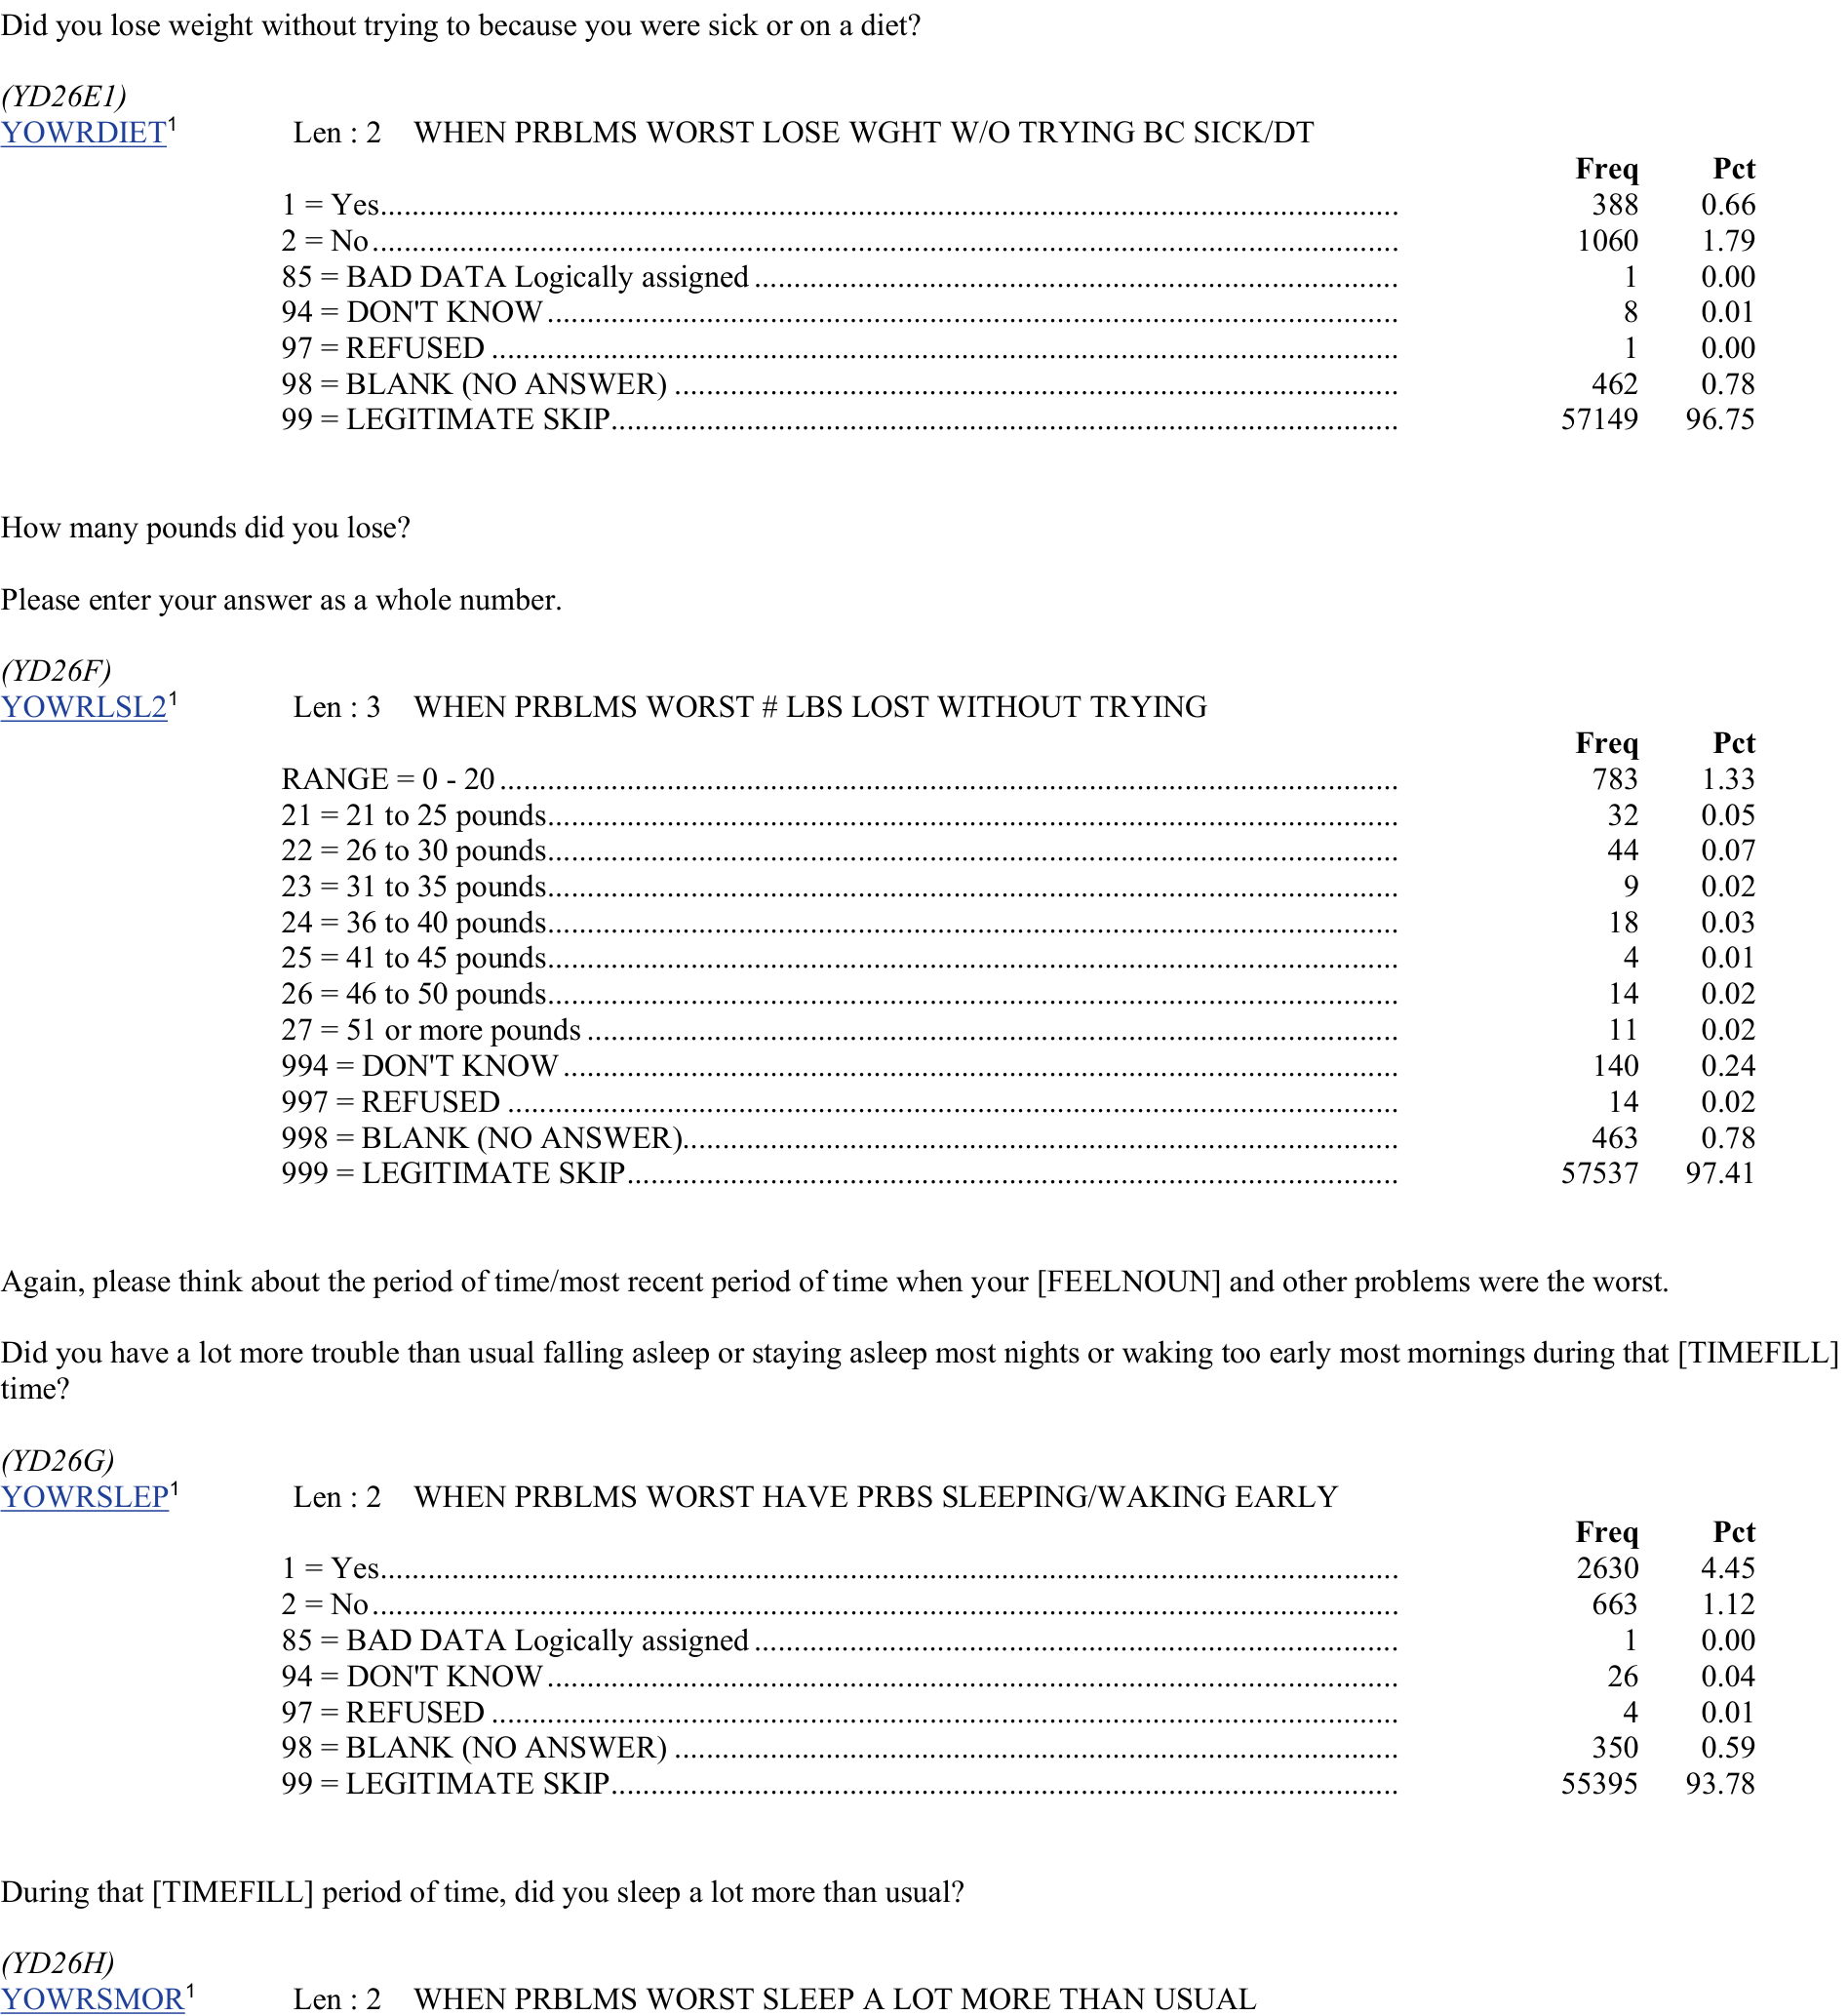 Did you lose weight without trying to because you were sick or on a diet?
(YD26E1)
YOWRDIET¹ Len : 2 WHEN PRBLMS WORST LOSE WGHT W/O TRYING BC SICK/DT
Freq Pct
1 = Yes 388 0.66
2 = No 1060 1.79
85 = BAD DATA Logically assigned 1 0.00
94 = DON'T KNOW 8 0.01
97 = REFUSED 1 0.00
98 = BLANK (NO ANSWER) 462 0.78
99 = LEGITIMATE SKIP 57149 96.75
How many pounds did you lose?
Please enter your answer as a whole number.
(YD26F)
YOWRLSL2¹ Len : 3 WHEN PRBLMS WORST # LBS LOST WITHOUT TRYING
Freq Pct
RANGE = 0 - 20 783 1.33
21 = 21 to 25 pounds 32 0.05
22 = 26 to 30 pounds 44 0.07
23 = 31 to 35 pounds 9 0.02
24 = 36 to 40 pounds 18 0.03
25 = 41 to 45 pounds 4 0.01
26 = 46 to 50 pounds 14 0.02
27 = 51 or more pounds 11 0.02
994 = DON'T KNOW 140 0.24
997 = REFUSED 14 0.02
998 = BLANK (NO ANSWER) 463 0.78
999 = LEGITIMATE SKIP 57537 97.41
Again, please think about the period of time/most recent period of time when your [FEELNOUN] and other problems were the worst.
Did you have a lot more trouble than usual falling asleep or staying asleep most nights or waking too early most mornings during that [TIMEFILL]
time?
(YD26G)
YOWRSLEP¹ Len : 2 WHEN PRBLMS WORST HAVE PRBS SLEEPING/WAKING EARLY
Freq Pct
1 = Yes 2630 4.45
2 = No 663 1.12
85 = BAD DATA Logically assigned 1 0.00
94 = DON'T KNOW 26 0.04
97 = REFUSED 4 0.01
98 = BLANK (NO ANSWER) 350 0.59
99 = LEGITIMATE SKIP 55395 93.78
During that [TIMEFILL] period of time, did you sleep a lot more than usual?
(YD26H)
YOWRSMOR¹ Len : 2 WHEN PRBLMS WORST SLEEP A LOT MORE THAN USUAL